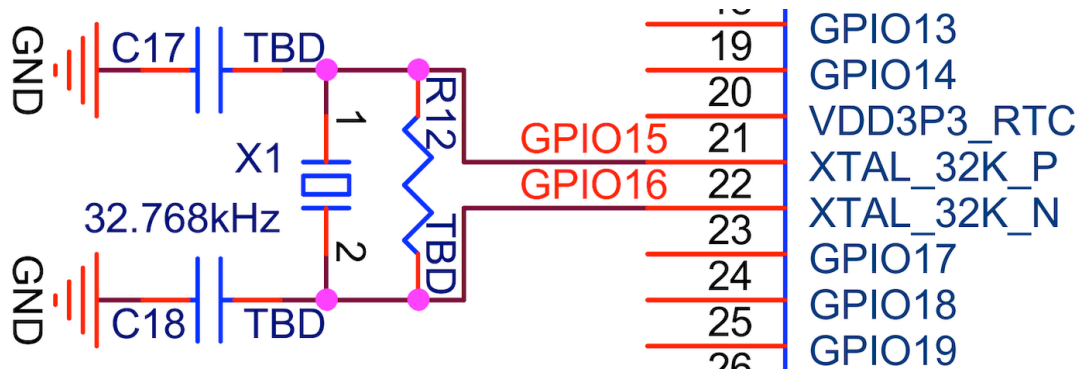 GND
C17 TBD
1
R12
X1
32.768kHz
2
TBD
GND
C18 TBD
GPIO15
GPIO16
GPIO13
19
GPIO14
20
VDD3P3_RTC
21
XTAL_32K_P
22
XTAL_32K_N
23
GPIO17
24
GPIO18
25
GPIO19